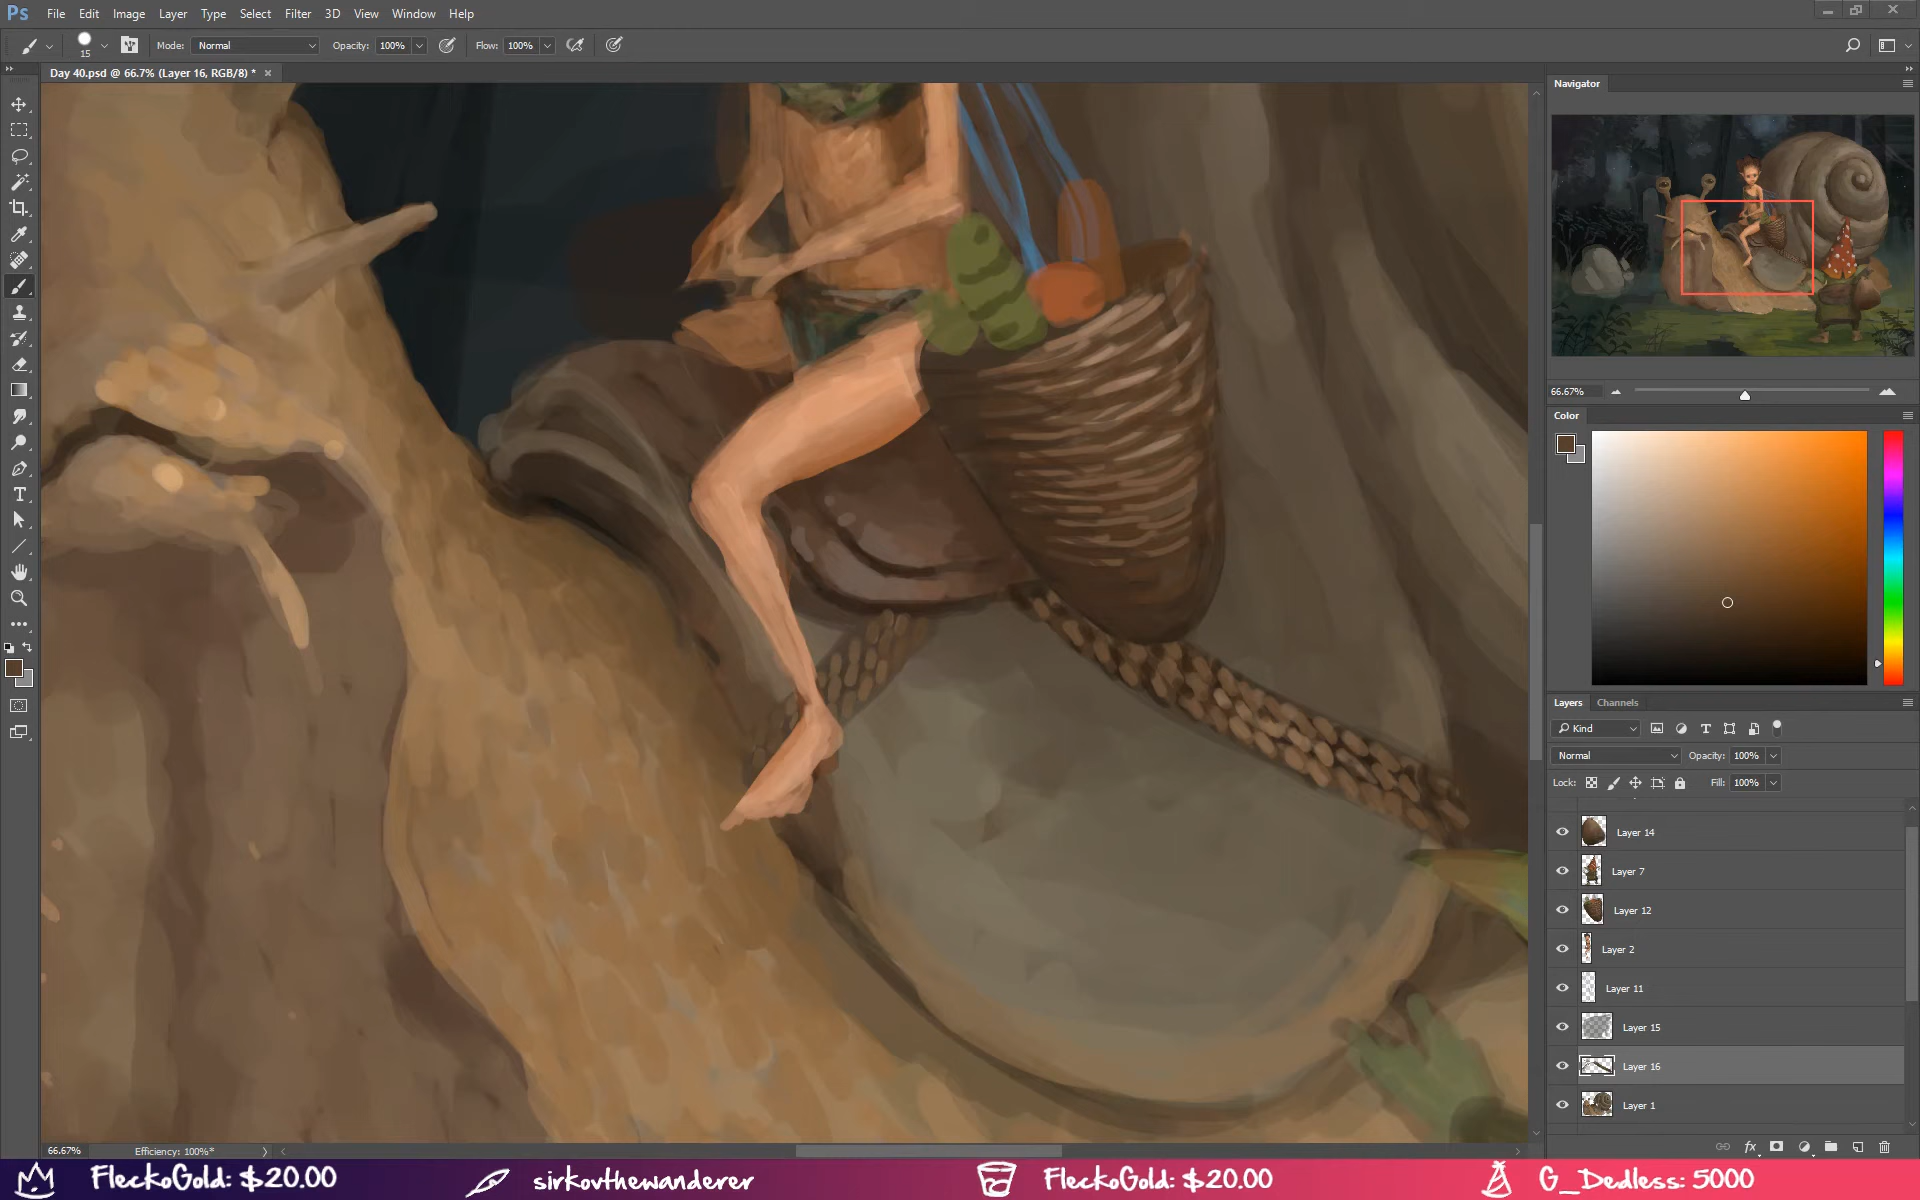 Ps File Edit Image Layer Type Select Filter 3D View Window Help
15 Mode: Normal Opacity: 100% Flow: 100%
Day 40.psd @ 66.7% (Layer 16, RGB/8) * ×
Navigator
66.67%
Color
Layers Channels
Kind
Normal Opacity: 100%
Lock: Fill: 100%
Layer 14
Layer 7
Layer 12
Layer 2
Layer 11
Layer 15
Layer 16
Layer 1
66.67% Efficiency: 100%*
fx
FleckoGold: $20.00 sirkovthewanderer FleckoGold: $20.00 G_Dedless: 5000